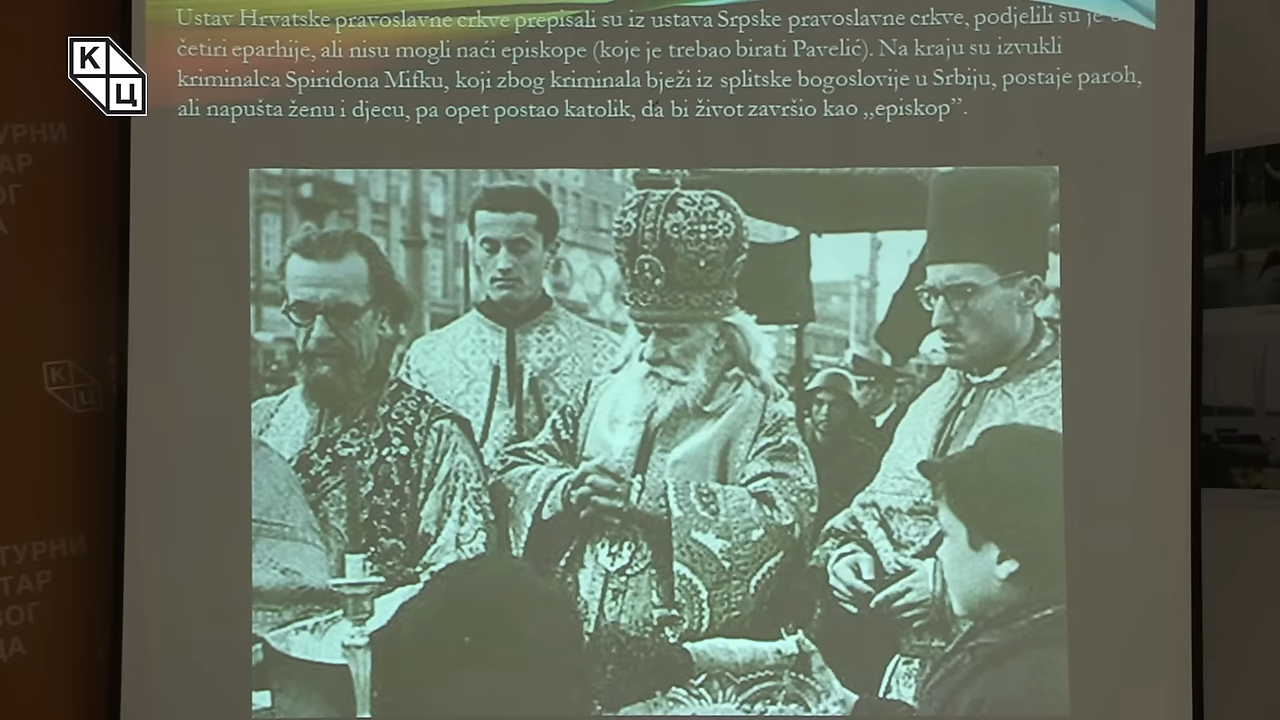 Ustav Hrvatske pravoslavne crkve prepisali su iz ustava Srpske pravoslavne crkve, podjelili su je
četiri eparhije, ali nisu mogli naći episkope (koje je trebao birati Pavelić). Na kraju su izvukli
kriminalca Spiridona Mifku, koji zbog kriminala bježi iz splitske bogoslovije u Srbiju, postaje paroh,
ali napušta ženu i djecu, pa opet postao katolik, da bi život završio kao „episkop”.
К
Ц
К
Ц